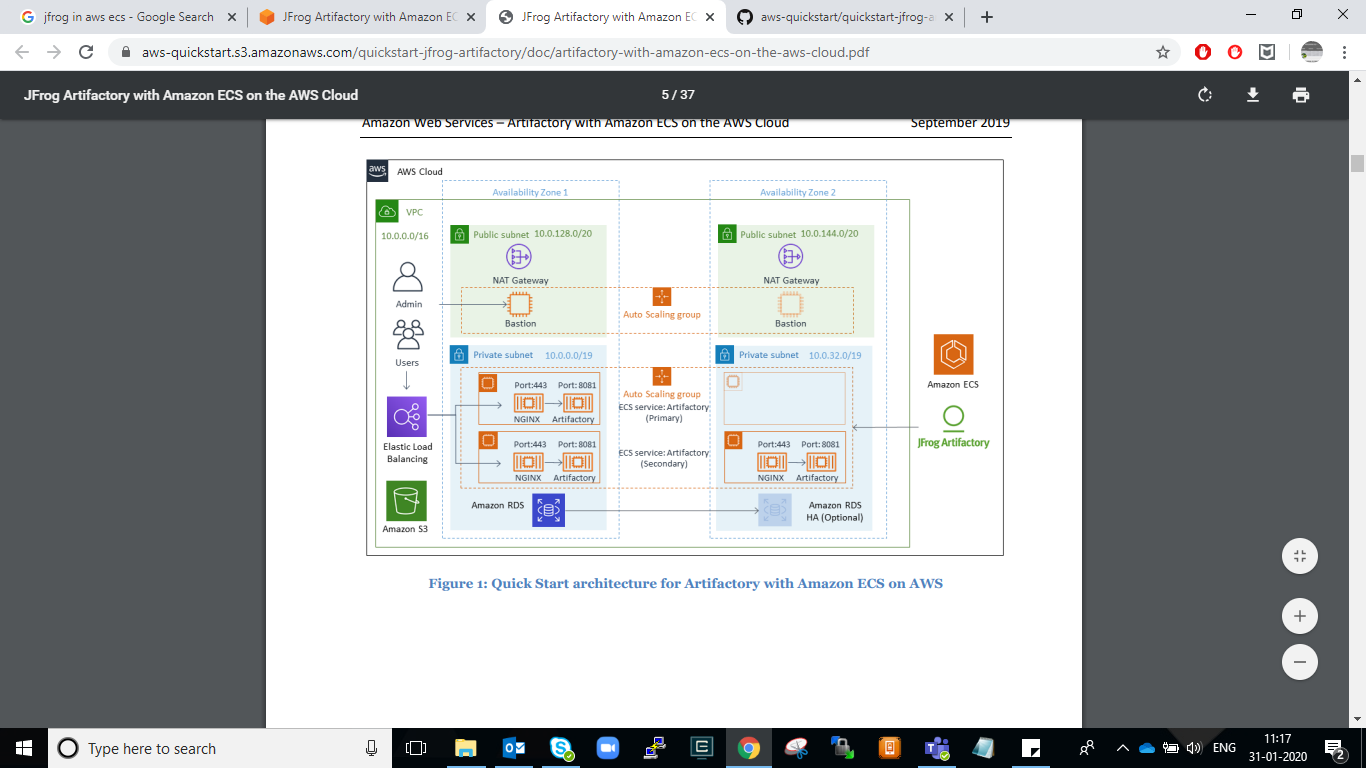 jfrog in aws ecs - Google Search
JFrog Artifactory with Amazon EC
JFrog Artifactory with Amazon EC
aws-quickstart/quickstart-jfrog-a
aws-quickstart.s3.amazonaws.com/quickstart-jfrog-artifactory/doc/artifactory-with-amazon-ecs-on-the-aws-cloud.pdf
JFrog Artifactory with Amazon ECS on the AWS Cloud
5 / 37
Amazon Web Services – Artifactory with Amazon ECS on the AWS Cloud
September 2019
aws
AWS Cloud
Availability Zone 1
Availability Zone 2
VPC
10.0.0.0/16
Public subnet 10.0.128.0/20
Public subnet 10.0.144.0/20
NAT Gateway
NAT Gateway
Admin
Bastion
Auto Scaling group
Bastion
Users
Private subnet 10.0.0.0/19
Private subnet 10.0.32.0/19
Amazon ECS
Port:443 Port: 8081
NGINX Artifactory
Auto Scaling group
ECS service: Artifactory
(Primary)
JFrog Artifactory
Elastic Load
Balancing
Port:443 Port: 8081
NGINX Artifactory
ECS service: Artifactory
(Secondary)
Port:443 Port: 8081
NGINX Artifactory
Amazon S3
Amazon RDS
Amazon RDS
HA (Optional)
Figure 1: Quick Start architecture for Artifactory with Amazon ECS on AWS
Type here to search
ENG
11:17
31-01-2020
2